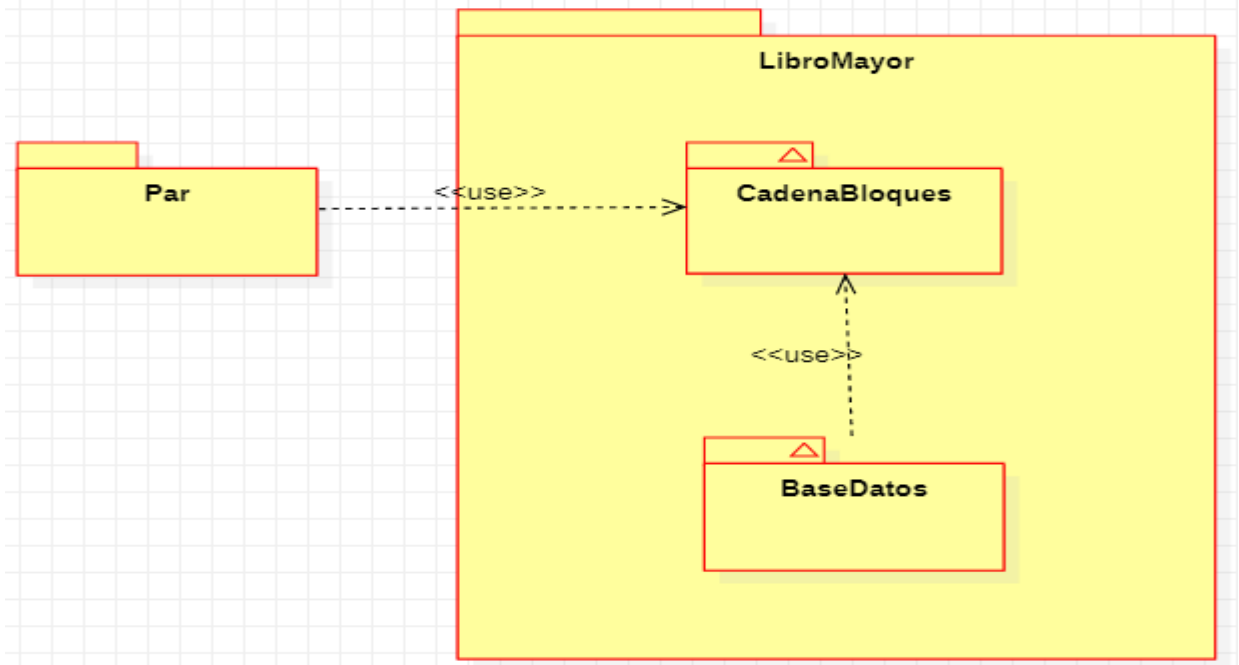 LibroMayor
Par
<<use>>
CadenaBloques
<<use>>
BaseDatos